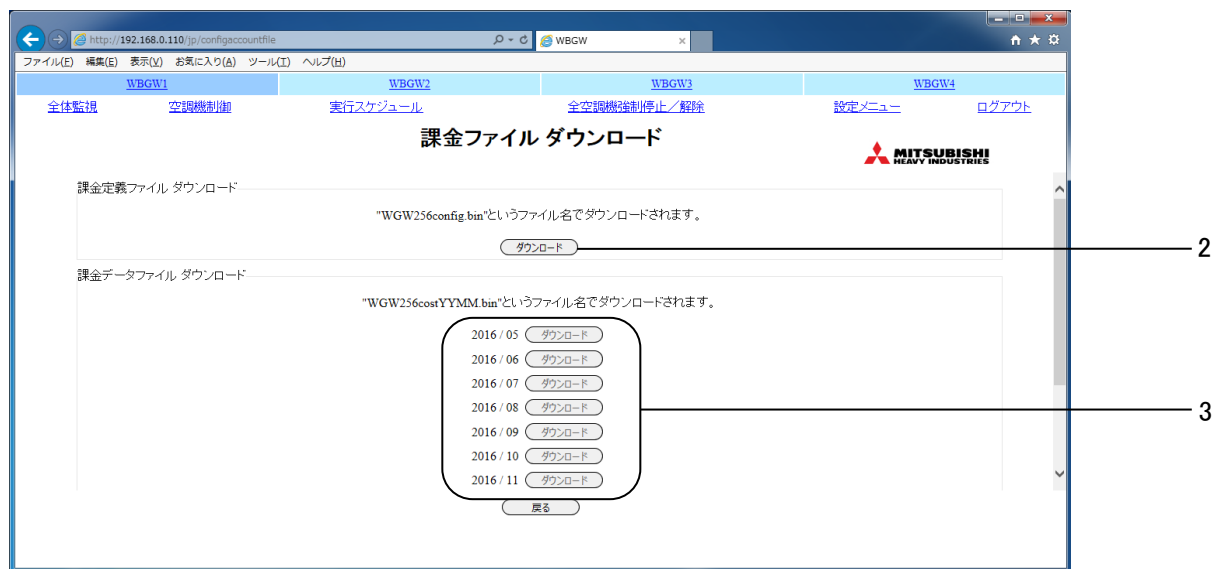 http://192.168.0.110/jp/configaccountfile
WBGW
ファイル(F) 編集(E) 表示(V) お気に入り(A) ツール(T) ヘルプ(H)
WBGW1 WBGW2 WBGW3 WBGW4
全体監視 空調機制御 実行スケジュール 全空調機強制停止／解除 設定メニュー ログアウト
課金ファイル ダウンロード
MITSUBISHI
HEAVY INDUSTRIES
課金定義ファイル ダウンロード
"WGW256config.bin"というファイル名でダウンロードされます。
ダウンロード
2
課金データファイル ダウンロード
"WGW256costYYMM.bin"というファイル名でダウンロードされます。
2016 / 05 ダウンロード
2016 / 06 ダウンロード
2016 / 07 ダウンロード
2016 / 08 ダウンロード
3
2016 / 09 ダウンロード
2016 / 10 ダウンロード
2016 / 11 ダウンロード
戻る